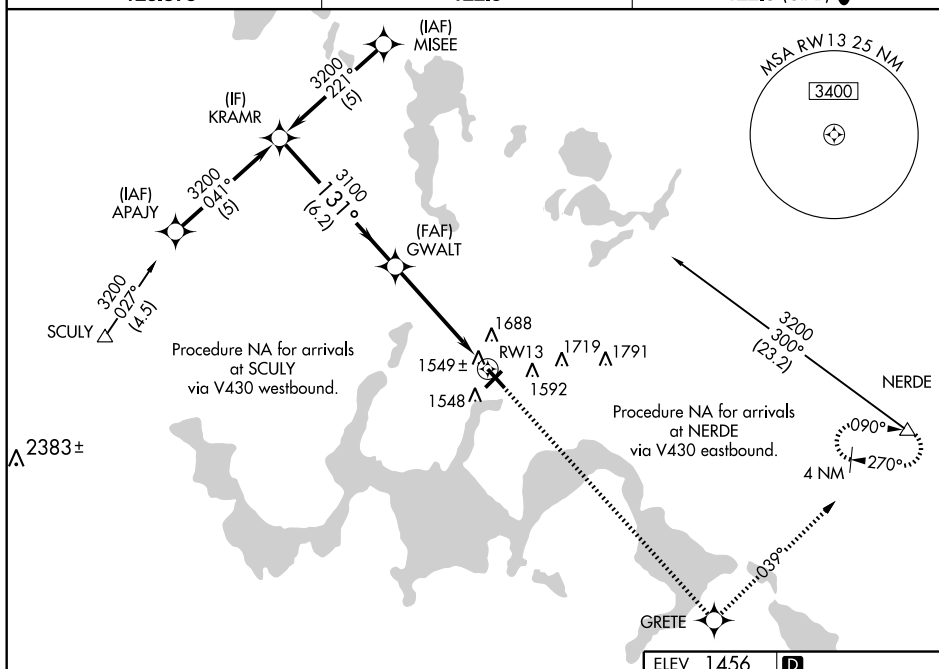 (IAF)
MISEE
MSA RW13 25 NM
3400
3200
221°
(5)
(IF)
KRAMR
3200
041°
(5)
(IAF)
APAJY
3100
131°
(6.2)
(FAF)
GWALT
3200
027°
(4.5)
SCULY
3200
300°
(23.2)
Procedure NA for arrivals
at SCULY
via V430 westbound.
1688
1549±
RW13
1719
1791
1592
1548
NERDE
Procedure NA for arrivals
at NERDE
via V430 eastbound.
090°
270°
4 NM
2383±
039°
GRETE
ELEV 1456
D